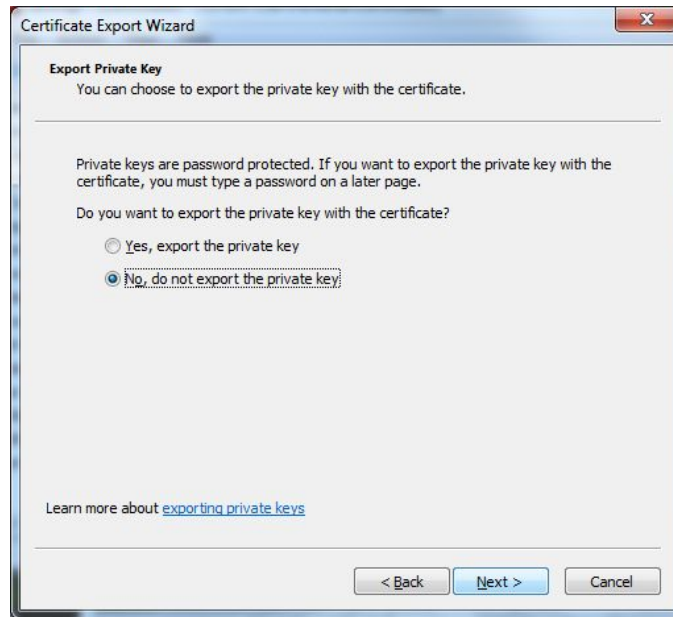 Certificate Export Wizard
Export Private Key
You can choose to export the private key with the certificate.
Private keys are password protected. If you want to export the private key with the
certificate, you must type a password on a later page.
Do you want to export the private key with the certificate?
Yes, export the private key
No, do not export the private key
Learn more about exporting private keys
< Back Next > Cancel